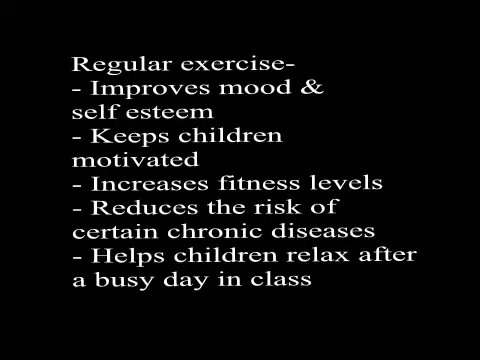 Regular exercise-
- Improves mood &
self esteem
- Keeps children
motivated
- Increases fitness levels
- Reduces the risk of
certain chronic diseases
- Helps children relax after
a busy day in class